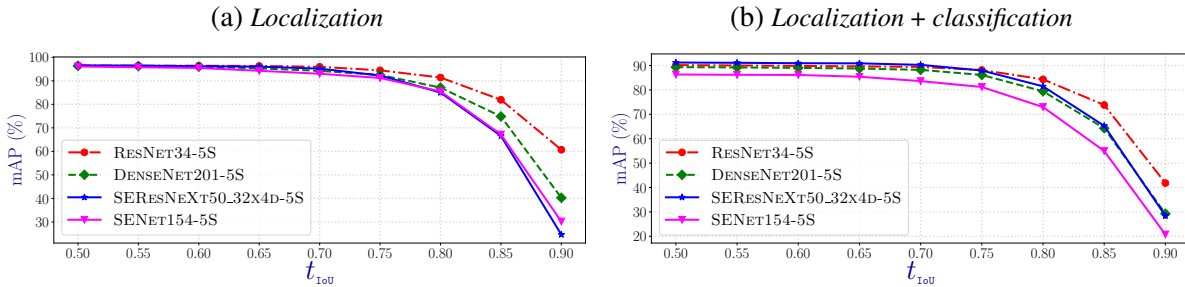 (a) Localization
100
90
80
70
60
50
40
30
mAP (%)
RESNET34-5S
DENSENET201-5S
SERESNEXT50_32X4D-5S
SENET154-5S
0.50 0.55 0.60 0.65 0.70 0.75 0.80 0.85 0.90
t_IoU
(b) Localization + classification
90
80
70
60
50
40
30
20
mAP (%)
RESNET34-5S
DENSENET201-5S
SERESNEXT50_32X4D-5S
SENET154-5S
0.50 0.55 0.60 0.65 0.70 0.75 0.80 0.85 0.90
t_IoU